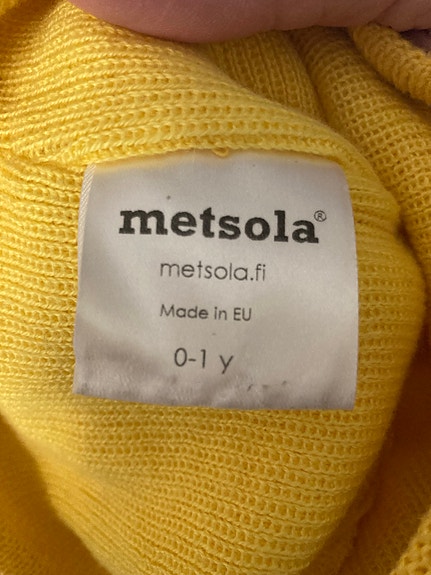 metsola®
metsola.fi
Made in EU
0-1 y